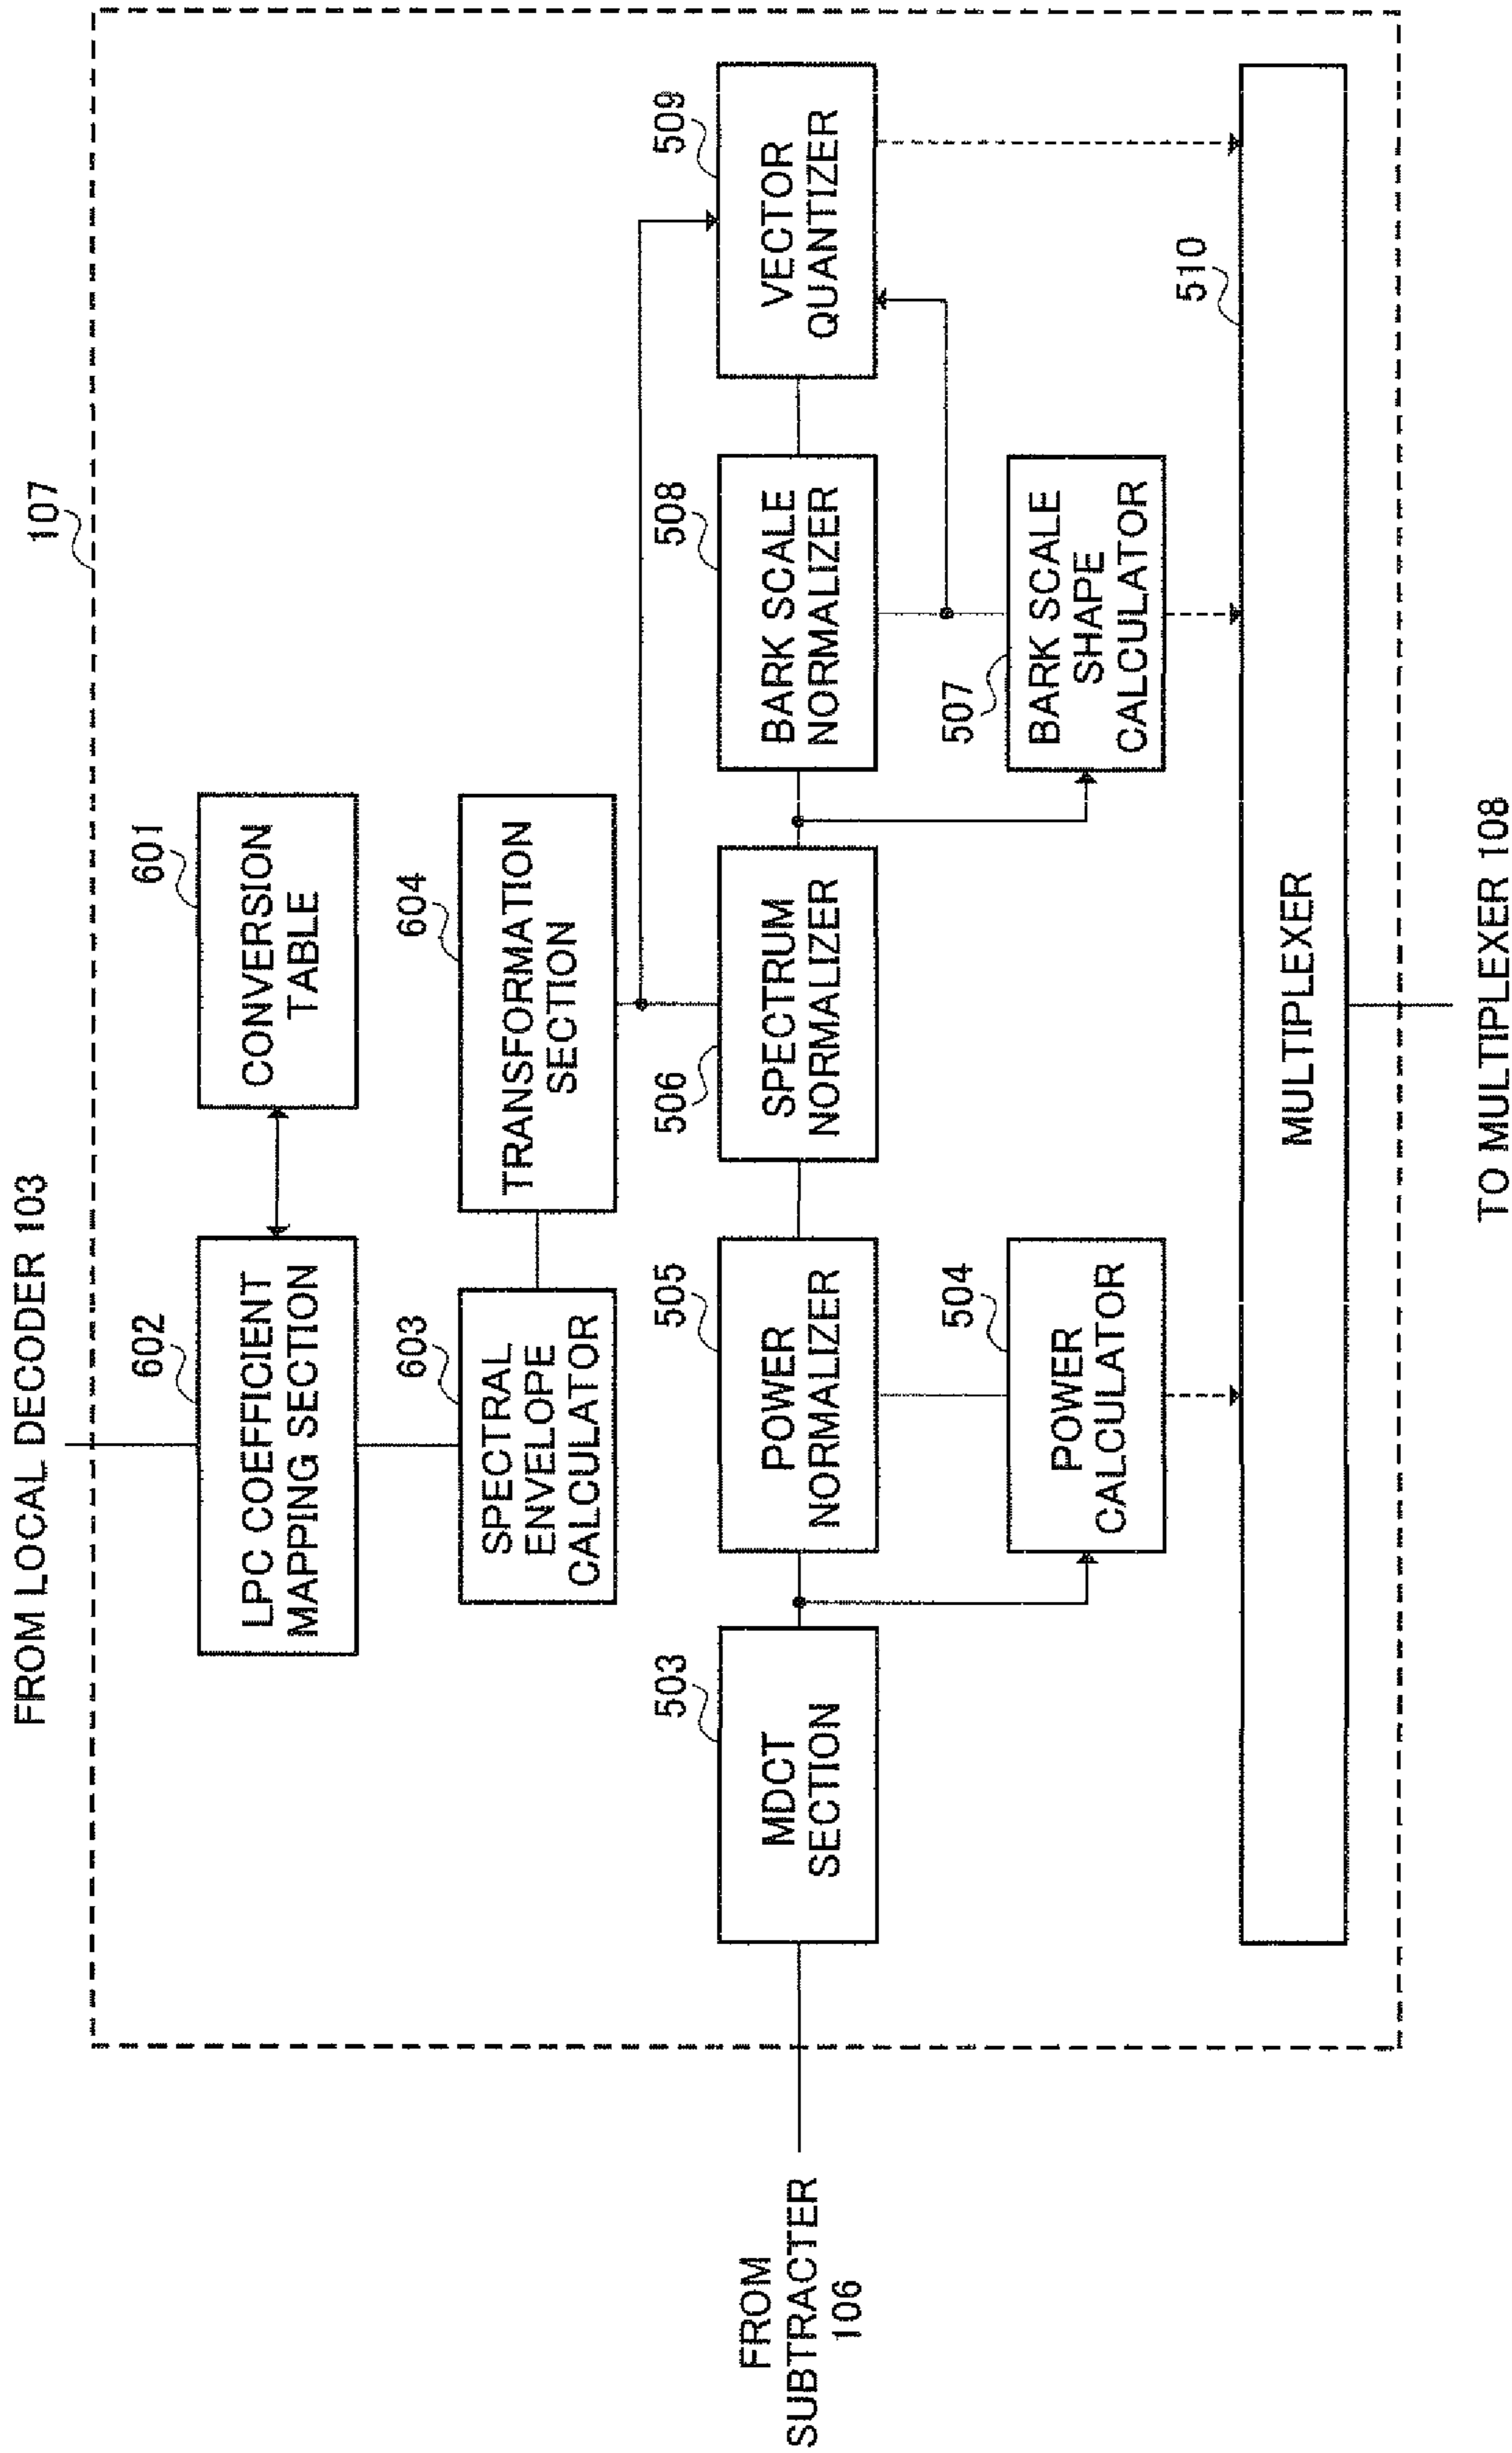 107
FROM LOCAL DECODER 103
602
LPC COEFFICIENT
MAPPING SECTION
601
CONVERSION
TABLE
603
SPECTRAL
ENVELOPE
CALCULATOR
604
TRANSFORMATION
SECTION
FROM
SUBTRACTER
106
503
MDCT
SECTION
505
POWER
NORMALIZER
506
SPECTRUM
NORMALIZER
508
BARK SCALE
NORMALIZER
509
VECTOR
QUANTIZER
504
POWER
CALCULATOR
507
BARK SCALE
SHAPE
CALCULATOR
510
MULTIPLEXER
TO MULTIPLEXER 108